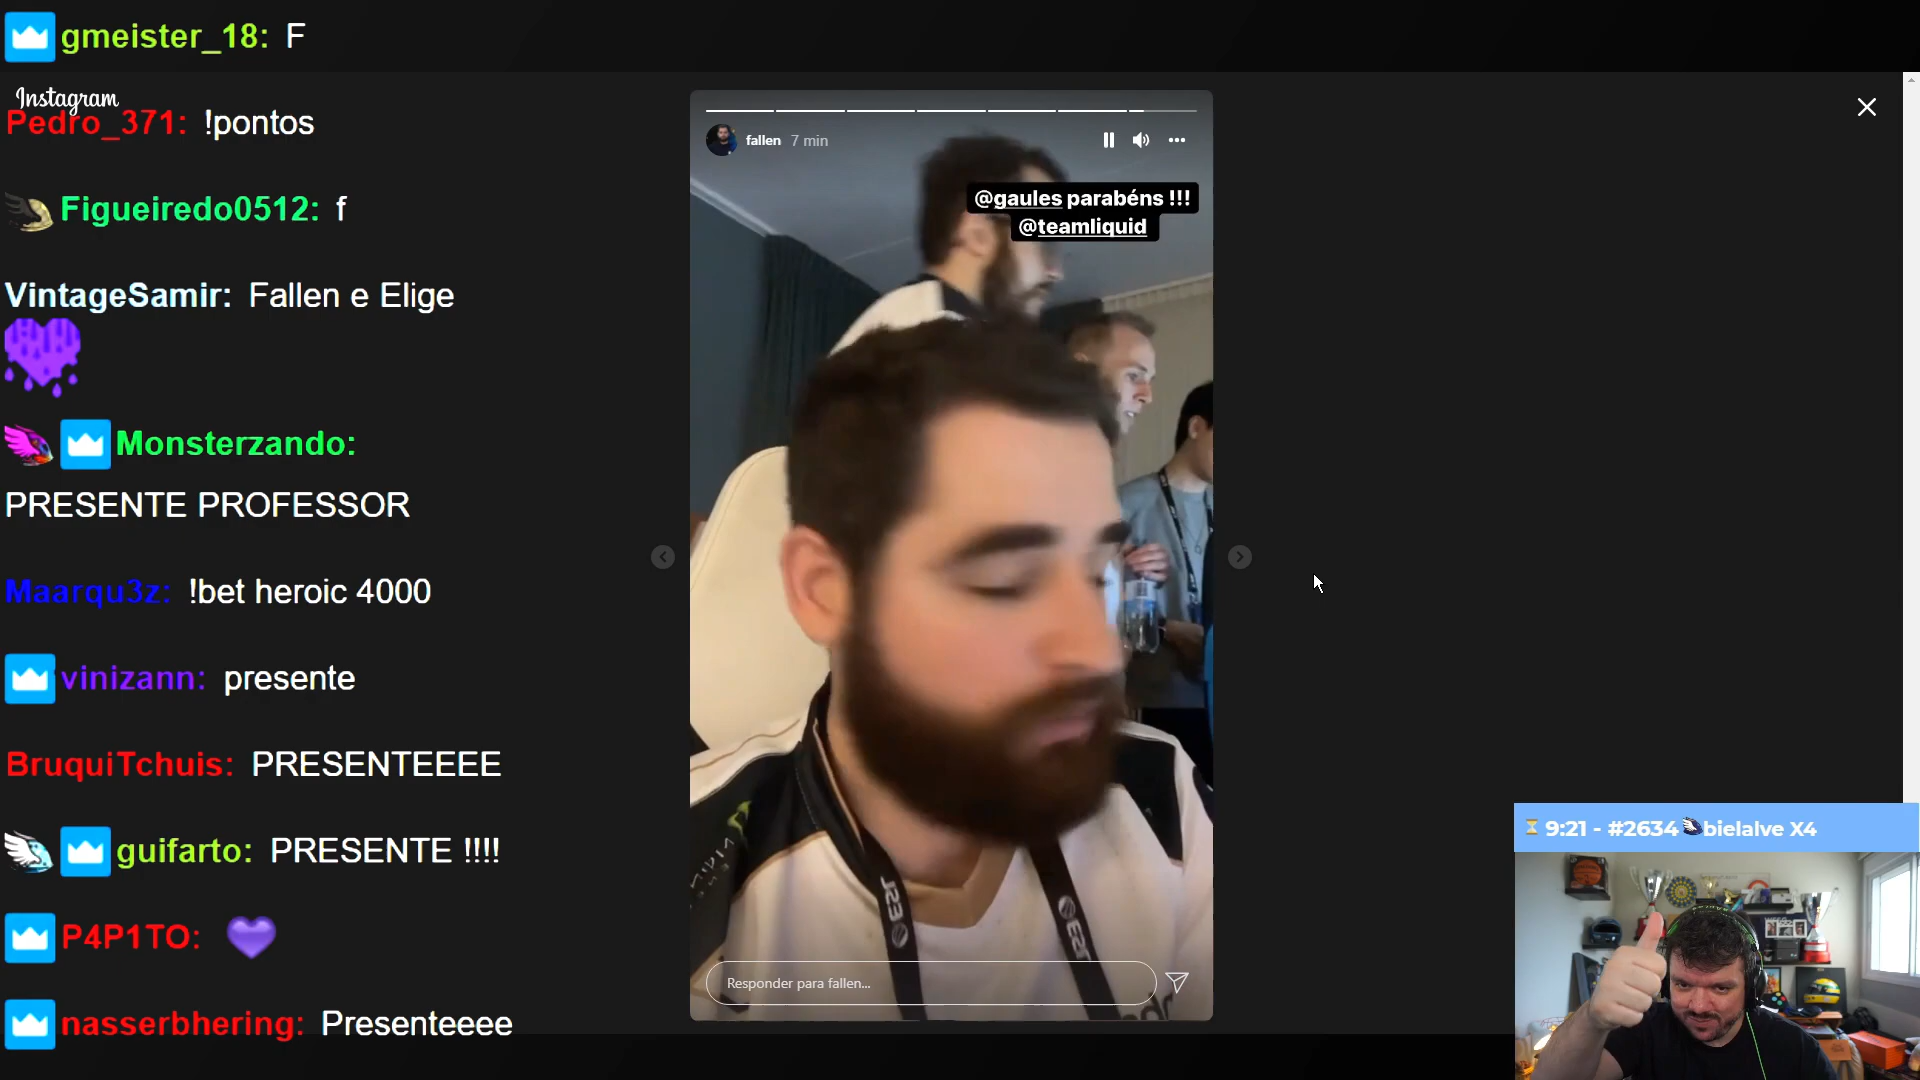 gmeister_18: F
Instagram
Pedro_371: !pontos
Figueiredo0512: f
VintageSamir: Fallen e Elige
Monsterzando:
PRESENTE PROFESSOR
Maarqu3z: !bet heroic 4000
vinizann: presente
BruquiTchuis: PRESENTEEEE
guifarto: PRESENTE !!!!
P4P1TO:
nasserbhering: Presenteeee
fallen 7 min
@gaules parabéns !!!
@teamliquid
Responder para fallen...
9:21 - #2634 bielalve X4